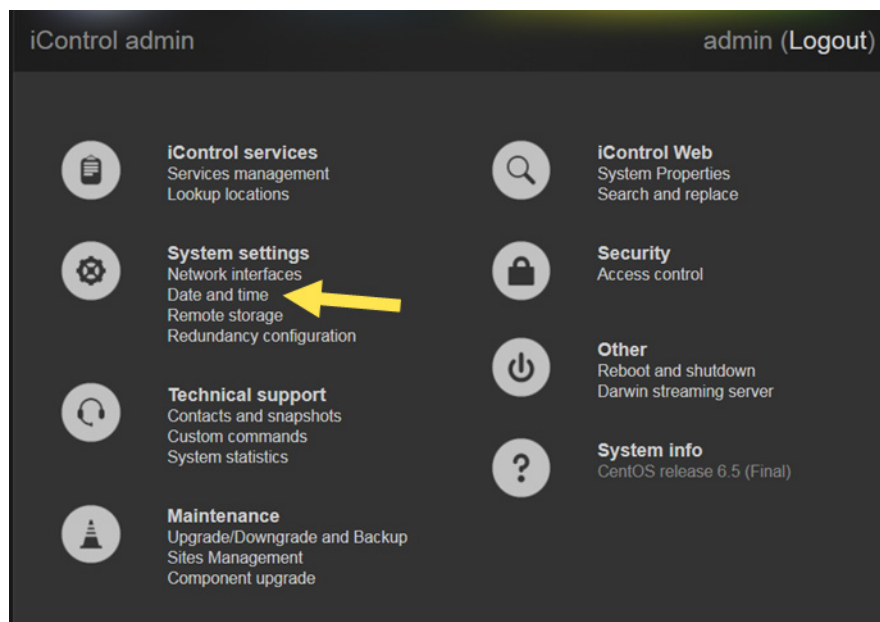 iControl admin
admin (Logout)
iControl services
Services management
Lookup locations
System settings
Network interfaces
Date and time
Remote storage
Redundancy configuration
Technical support
Contacts and snapshots
Custom commands
System statistics
Maintenance
Upgrade/Downgrade and Backup
Sites Management
Component upgrade
iControl Web
System Properties
Search and replace
Security
Access control
Other
Reboot and shutdown
Darwin streaming server
System info
CentOS release 6.5 (Final)